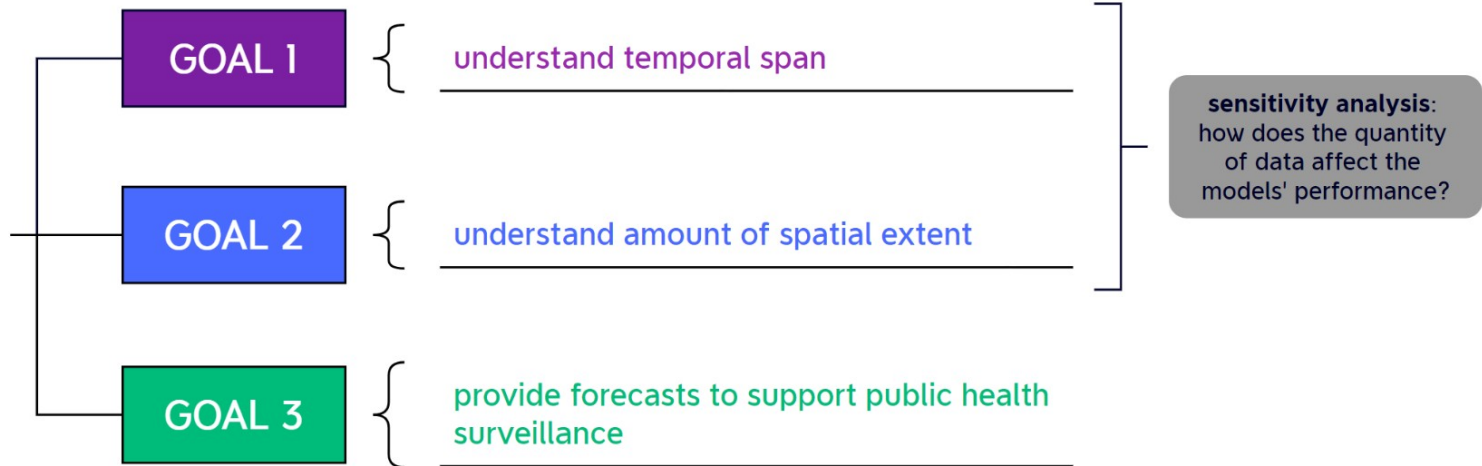 GOAL 1
understand temporal span
sensitivity analysis:
how does the quantity
of data affect the
models' performance?
GOAL 2
understand amount of spatial extent
GOAL 3
provide forecasts to support public health
surveillance